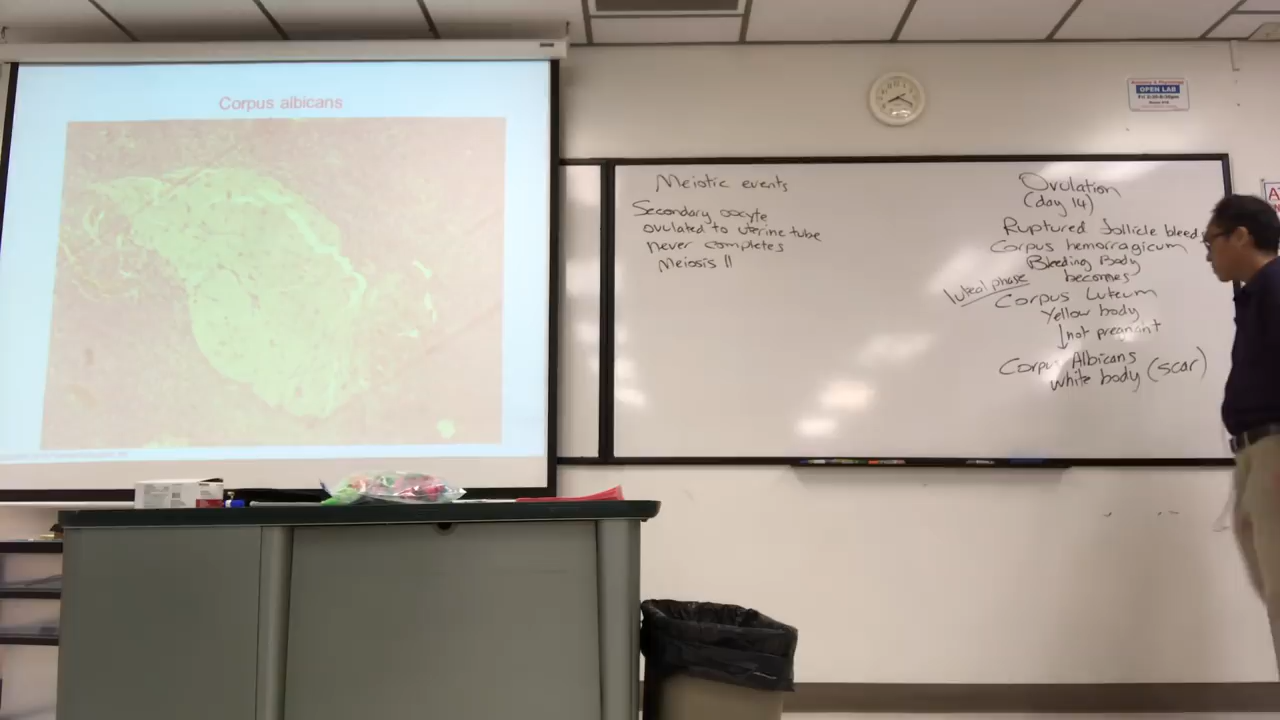 Corpus albicans
OPEN LAB
Meiotic events
Secondary oocyte
ovulated to uterine tube
never completes
Meiosis II
Ovulation
(day 14)
Ruptured follicle bleeds
Corpus hemorragicum
Bleeding Body
becomes
luteal phase
Corpus Luteum
Yellow body
↓ not pregnant
Corpus Albicans
white body (scar)